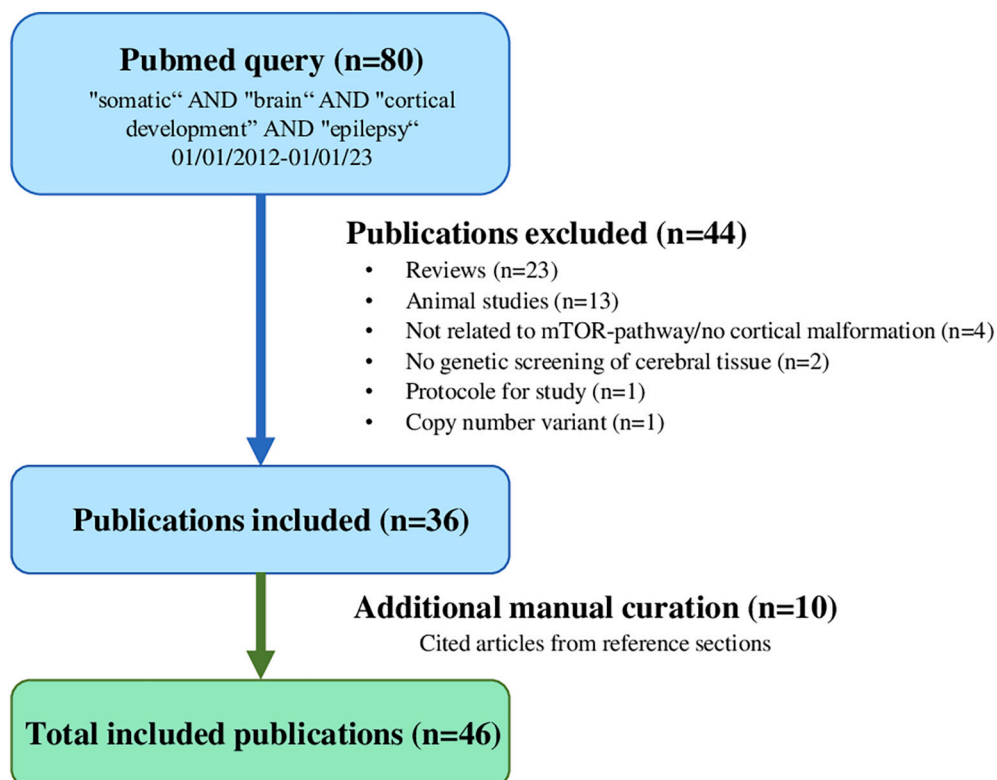 Pubmed query (n=80)
"somatic“ AND "brain“ AND "cortical
development” AND "epilepsy“
01/01/2012-01/01/23
Publications excluded (n=44)
• Reviews (n=23)
• Animal studies (n=13)
• Not related to mTOR-pathway/no cortical malformation (n=4)
• No genetic screening of cerebral tissue (n=2)
• Protocole for study (n=1)
• Copy number variant (n=1)
Publications included (n=36)
Additional manual curation (n=10)
Cited articles from reference sections
Total included publications (n=46)